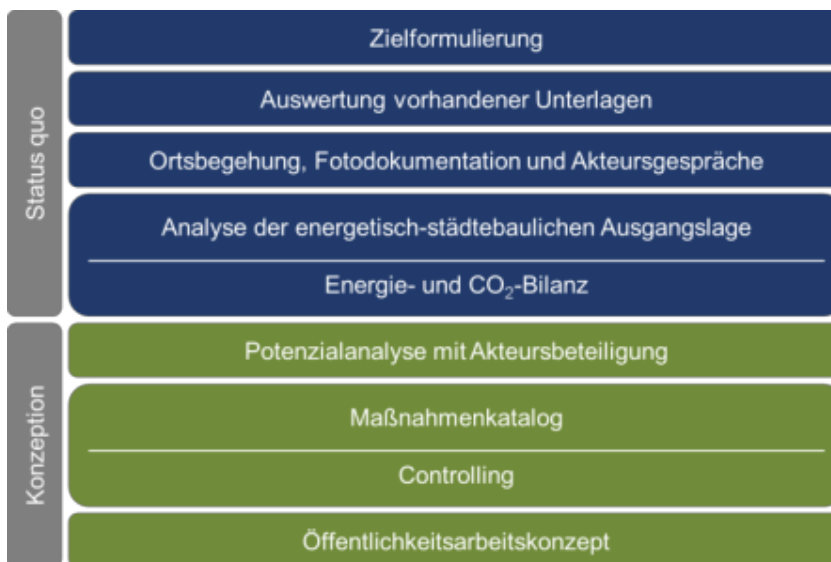 Status quo
Zielformulierung
Auswertung vorhandener Unterlagen
Ortsbegehung, Fotodokumentation und Akteursgespräche
Analyse der energetisch-städtebaulichen Ausgangslage
Energie- und CO₂-Bilanz
Konzeption
Potenzialanalyse mit Akteursbeteiligung
Maßnahmenkatalog
Controlling
Öffentlichkeitsarbeitskonzept